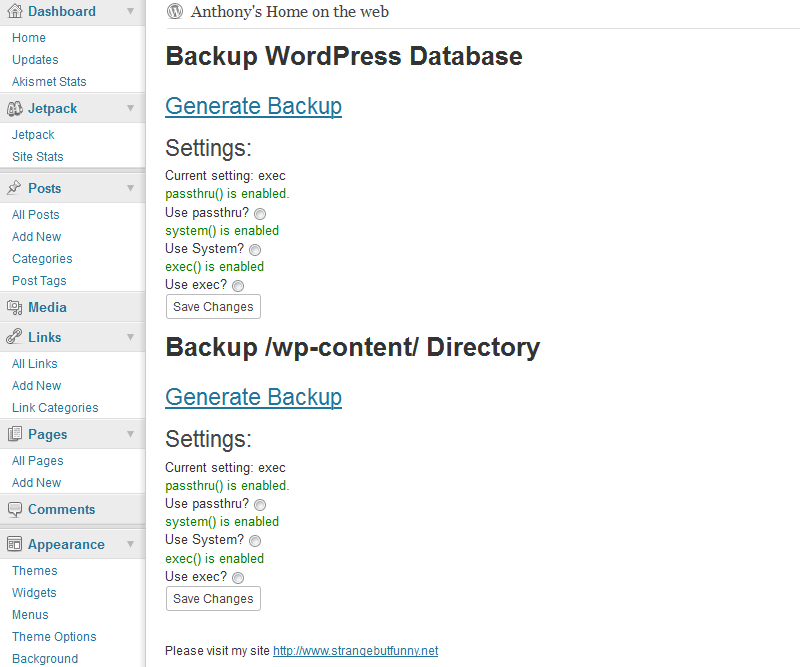 Dashboard
Home
Updates
Akismet Stats
Jetpack
Jetpack
Site Stats
Posts
All Posts
Add New
Categories
Post Tags
Media
Links
All Links
Add New
Link Categories
Pages
All Pages
Add New
Comments
Appearance
Themes
Widgets
Menus
Theme Options
Background
Anthony's Home on the web
Backup WordPress Database
Generate Backup
Settings:
Current setting: exec
passthru() is enabled.
Use passthru?
system() is enabled
Use System?
exec() is enabled
Use exec?
Save Changes
Backup /wp-content/ Directory
Generate Backup
Settings:
Current setting: exec
passthru() is enabled.
Use passthru?
system() is enabled
Use System?
exec() is enabled
Use exec?
Save Changes
Please visit my site http://www.strangebutfunny.net